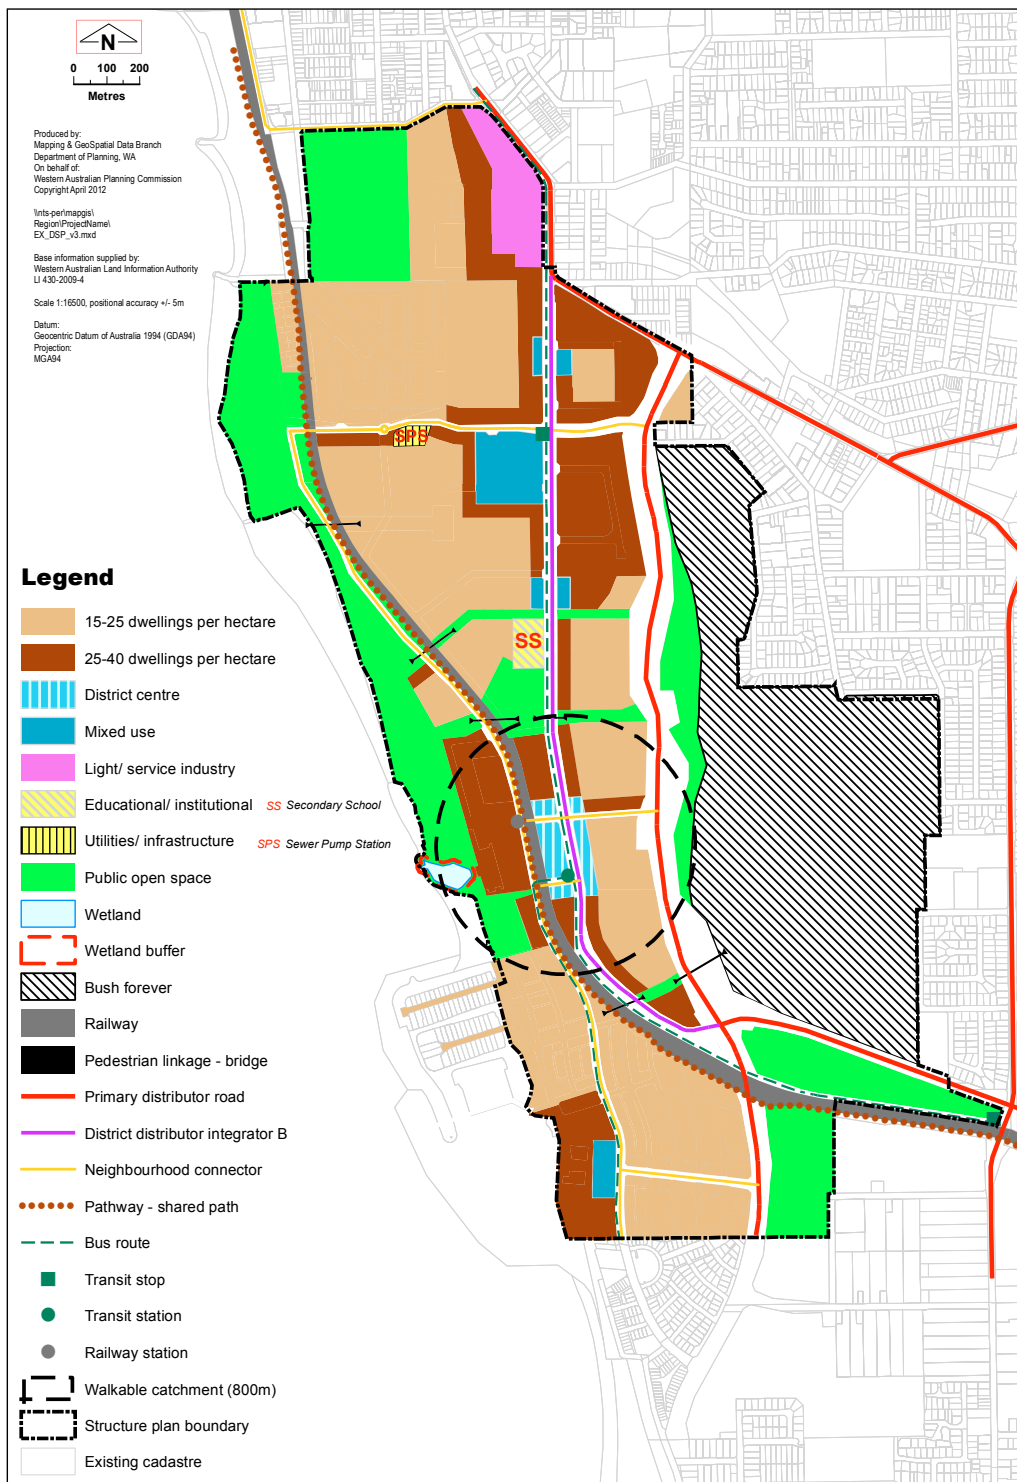 N
0 100 200
Metres
Produced by:
Mapping & GeoSpatial Data Branch
Department of Planning, WA
On behalf of:
Western Australian Planning Commission
Copyright April 2012
\\nts-per\mapgis\
Region\ProjectName\
EX_DSP_v3.mxd
Base information supplied by:
Western Australian Land Information Authority
LI 430-2009-4
Scale 1:16500, positional accuracy +/- 5m
Datum:
Geocentric Datum of Australia 1994 (GDA94)
Projection:
MGA94
SPS
SS
Legend
15-25 dwellings per hectare
25-40 dwellings per hectare
District centre
Mixed use
Light/ service industry
Educational/ institutional SS Secondary School
Utilities/ infrastructure SPS Sewer Pump Station
Public open space
Wetland
Wetland buffer
Bush forever
Railway
Pedestrian linkage - bridge
Primary distributor road
District distributor integrator B
Neighbourhood connector
Pathway - shared path
Bus route
Transit stop
Transit station
Railway station
Walkable catchment (800m)
Structure plan boundary
Existing cadastre